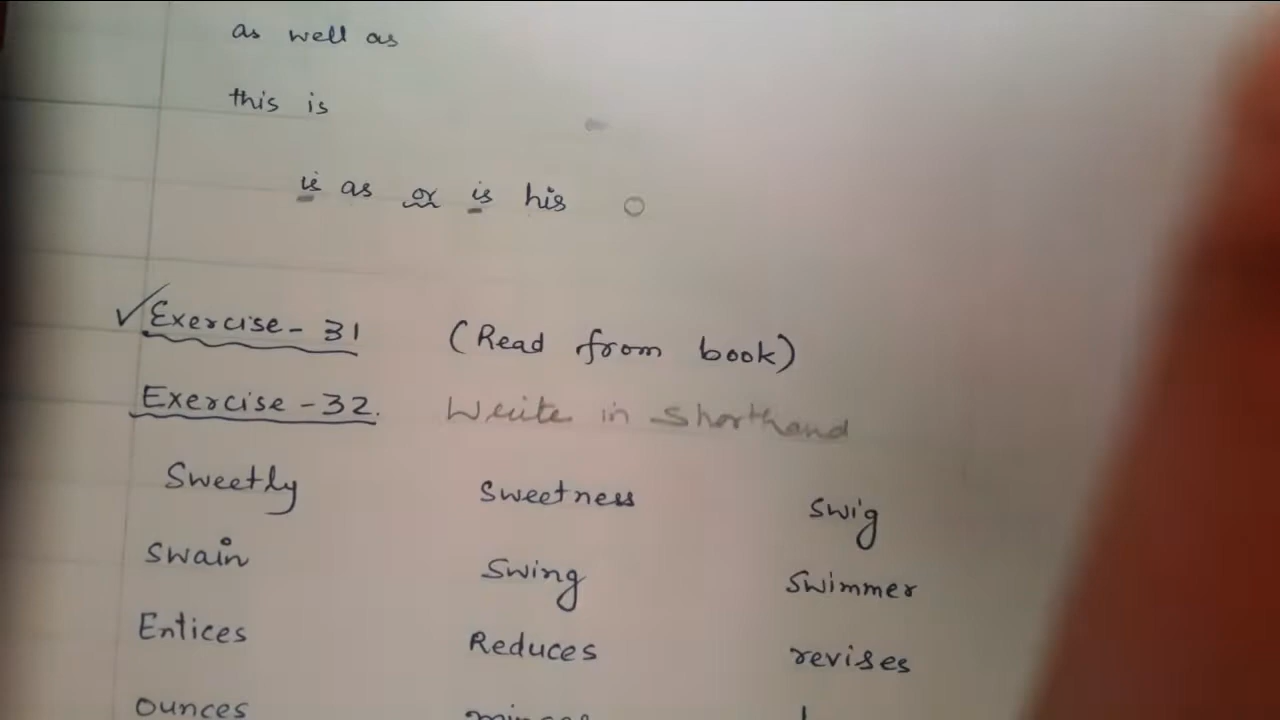 as well as
this is
is as or is his
Exercise - 31 (Read from book)
Exercise - 32. Write in Shorthand
Sweetly Sweetness Swig
Swain Swing Swimmer
Entices Reduces revises
ounces